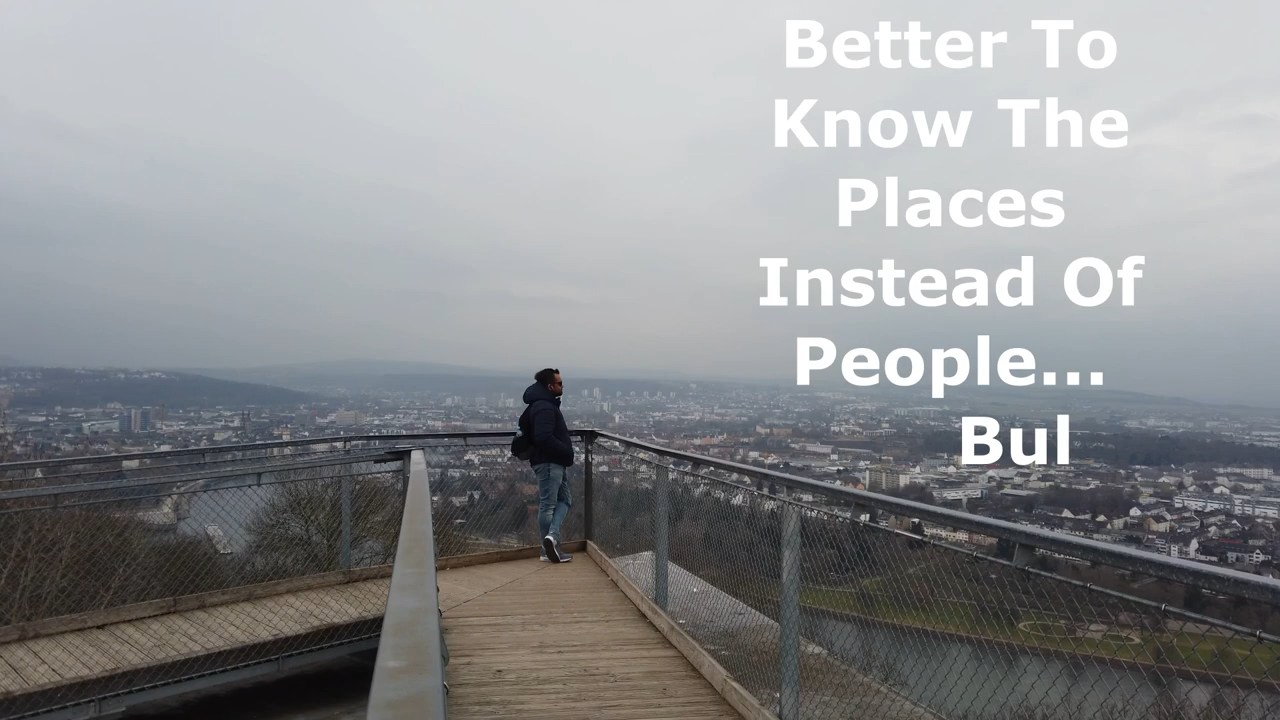 Better To
Know The
Places
Instead Of
People...
Bul